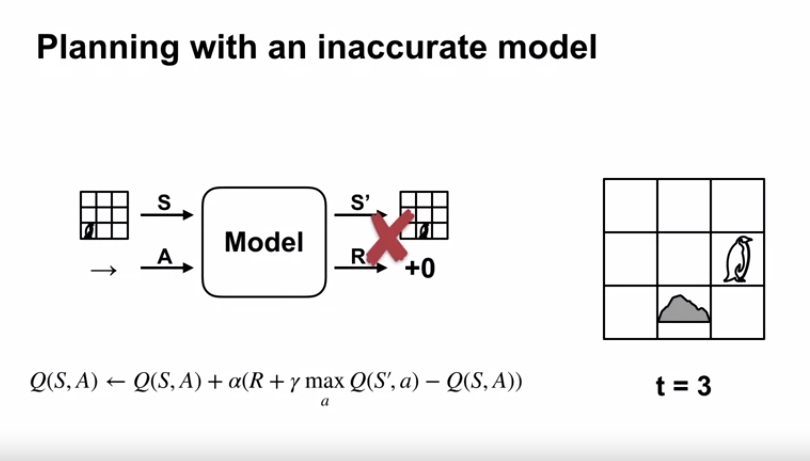 Planning with an inaccurate model
S
S'
Model
A
R
+0
→
Q(S, A) ← Q(S, A) + α(R + γ max Q(S′, a) − Q(S, A))
a
t = 3